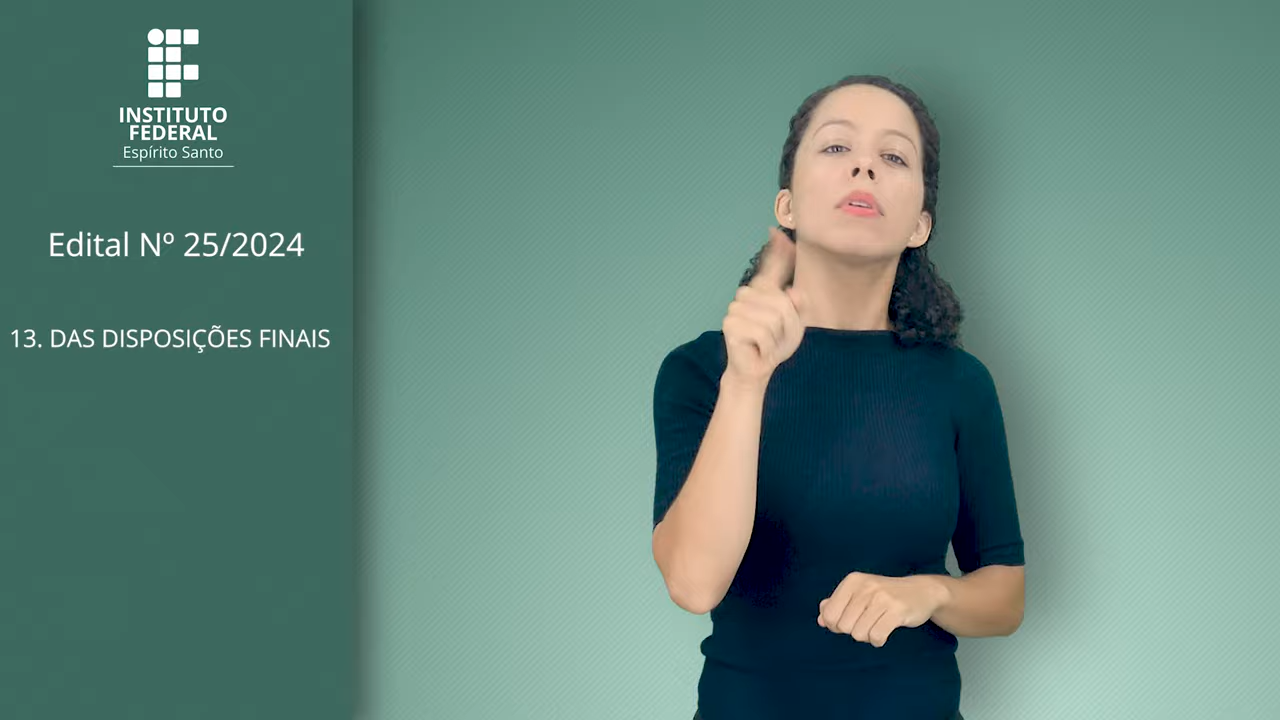 INSTITUTO
FEDERAL
Espírito Santo
Edital Nº 25/2024
13. DAS DISPOSIÇÕES FINAIS